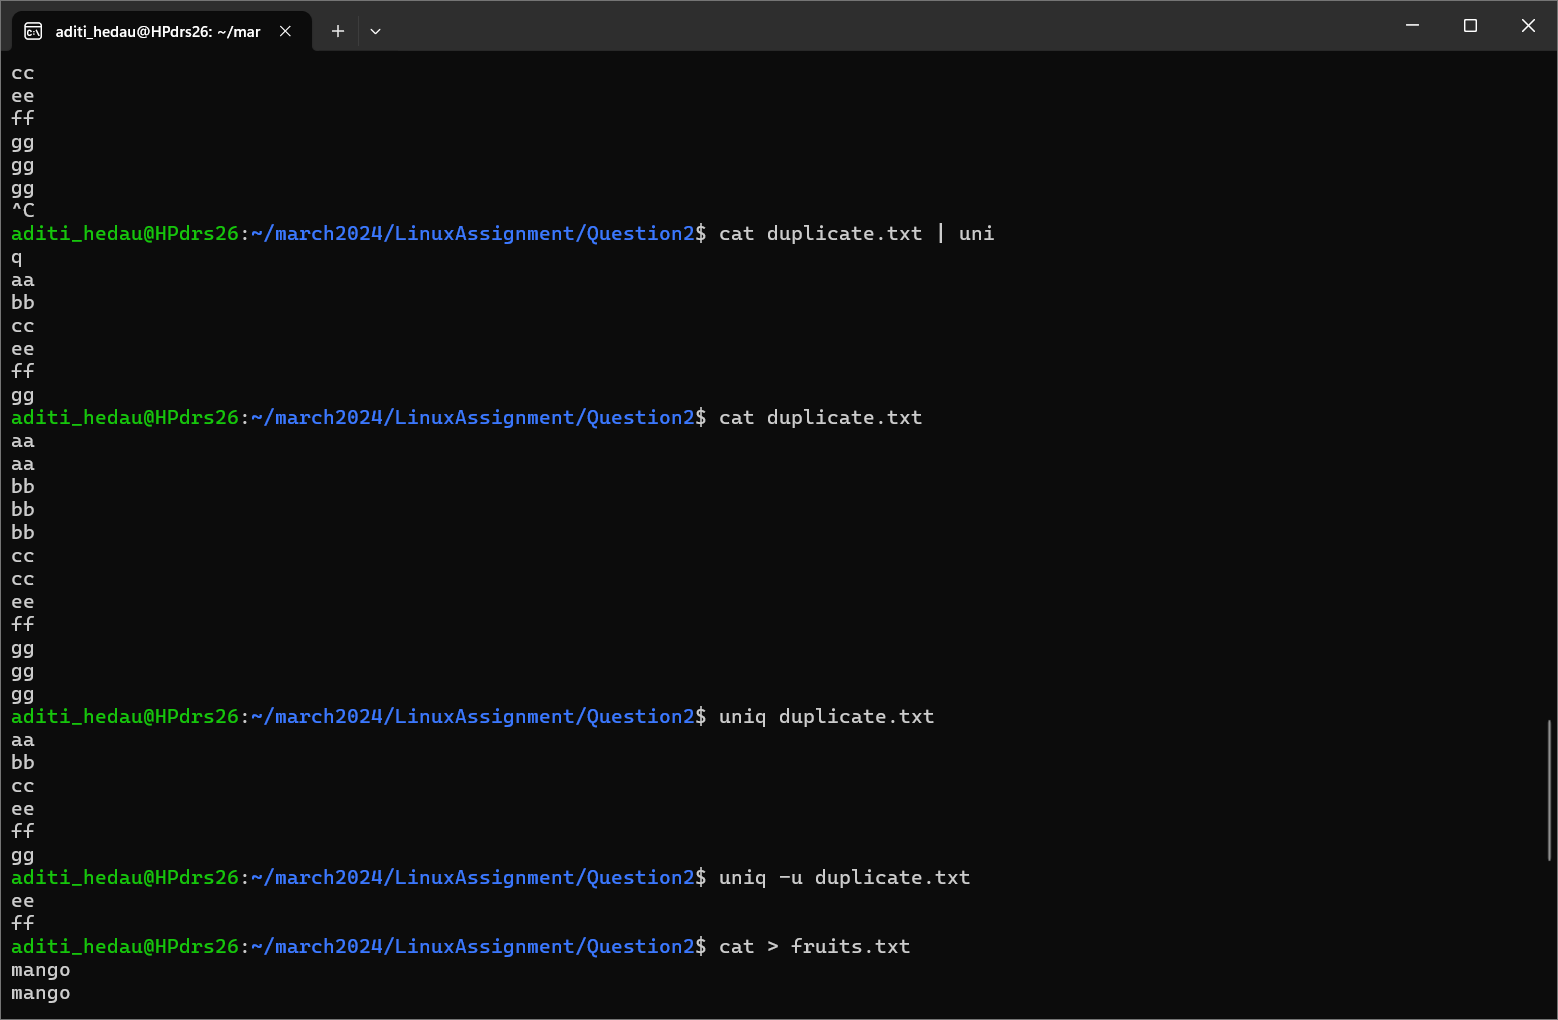 aditi_hedau@HPdrs26: ~/mar
cc
ee
ff
gg
gg
gg
^C
aditi_hedau@HPdrs26:~/march2024/LinuxAssignment/Question2$ cat duplicate.txt | uni
q
aa
bb
cc
ee
ff
gg
aditi_hedau@HPdrs26:~/march2024/LinuxAssignment/Question2$ cat duplicate.txt
aa
aa
bb
bb
bb
cc
cc
ee
ff
gg
gg
gg
aditi_hedau@HPdrs26:~/march2024/LinuxAssignment/Question2$ uniq duplicate.txt
aa
bb
cc
ee
ff
gg
aditi_hedau@HPdrs26:~/march2024/LinuxAssignment/Question2$ uniq -u duplicate.txt
ee
ff
aditi_hedau@HPdrs26:~/march2024/LinuxAssignment/Question2$ cat > fruits.txt
mango
mango